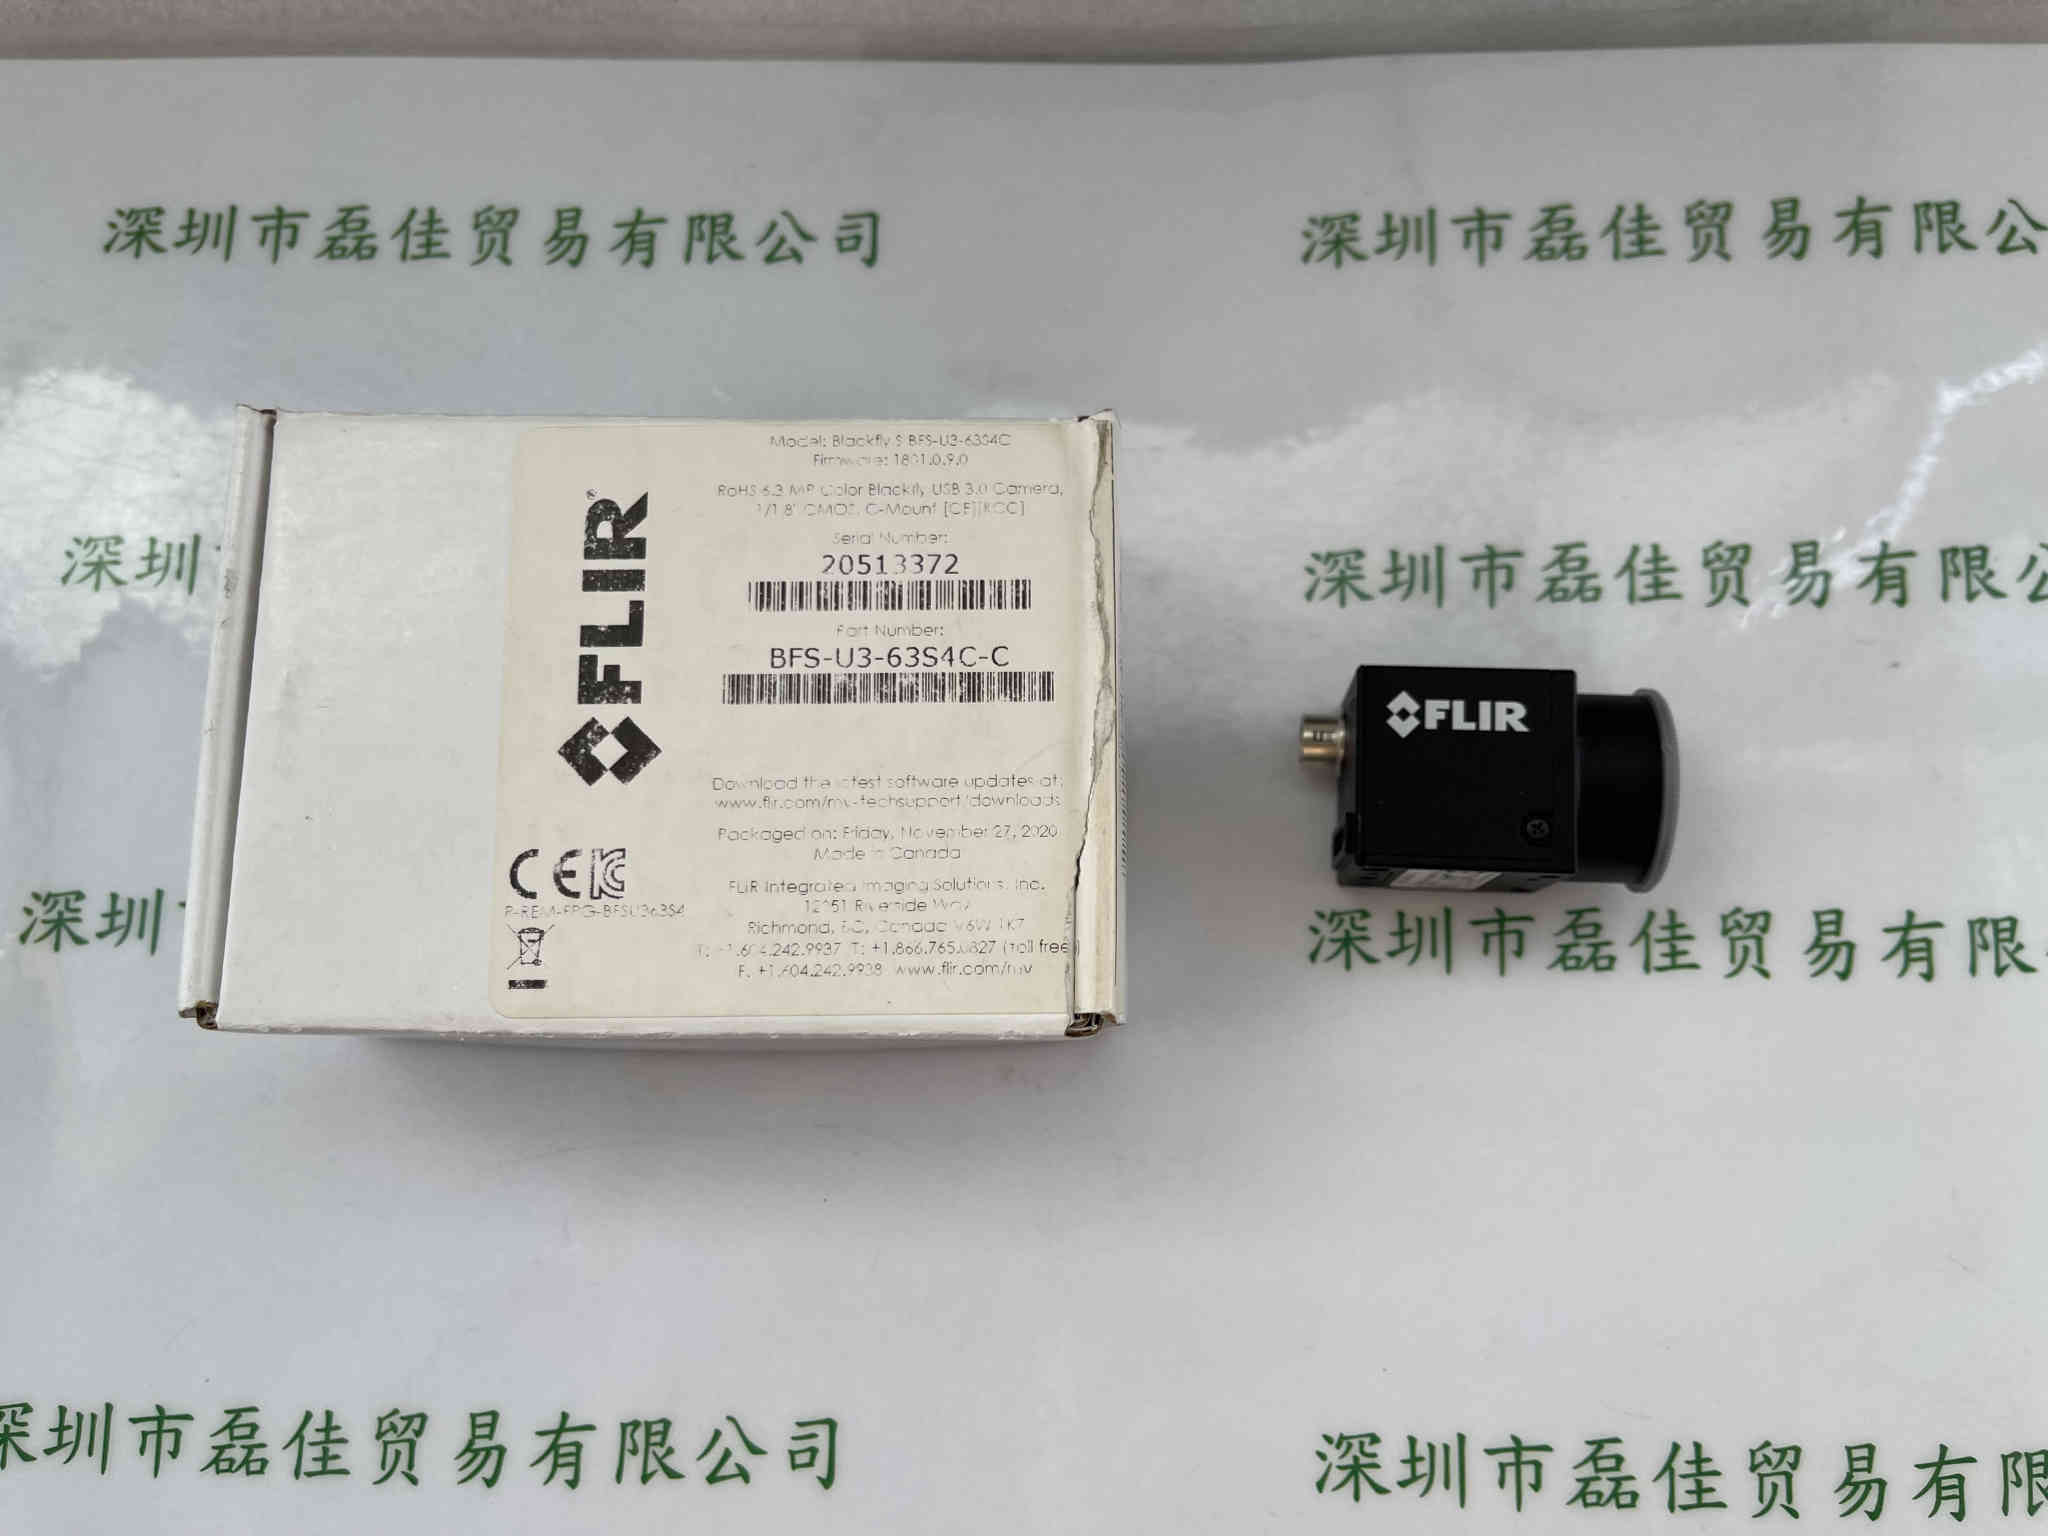 深圳市磊佳贸易有限公司
深圳市磊佳贸易有限公
深圳
深圳市磊佳贸易有限公
Model: Blackfly S BFS-U3-63S4C
Firmware: 1801.0.9.0
RoHS 6.3 MP Color Blackfly USB 3.0 Camera,
1/1.8" CMOS, C-Mount [CE][KCC]
Serial Number:
20513372
Part Number:
BFS-U3-63S4C-C
FLIR®
Download the latest software updates at:
www.flir.com/mv-techsupport/downloads
Packaged on: Friday, November 27, 2020
Made in Canada
CE
R-REM-PPG-BFSU363S4
FLIR Integrated Imaging Solutions, Inc.
12051 Riverside Way
Richmond, BC, Canada V6W 1K7
T: +1.604.242.9937 T: +1.866.765.0827 (toll free)
F. +1.604.242.9938 www.flir.com/mv
FLIR
深圳
深圳市磊佳贸易有限
深圳市磊佳贸易有限公司
深圳市磊佳贸易有限